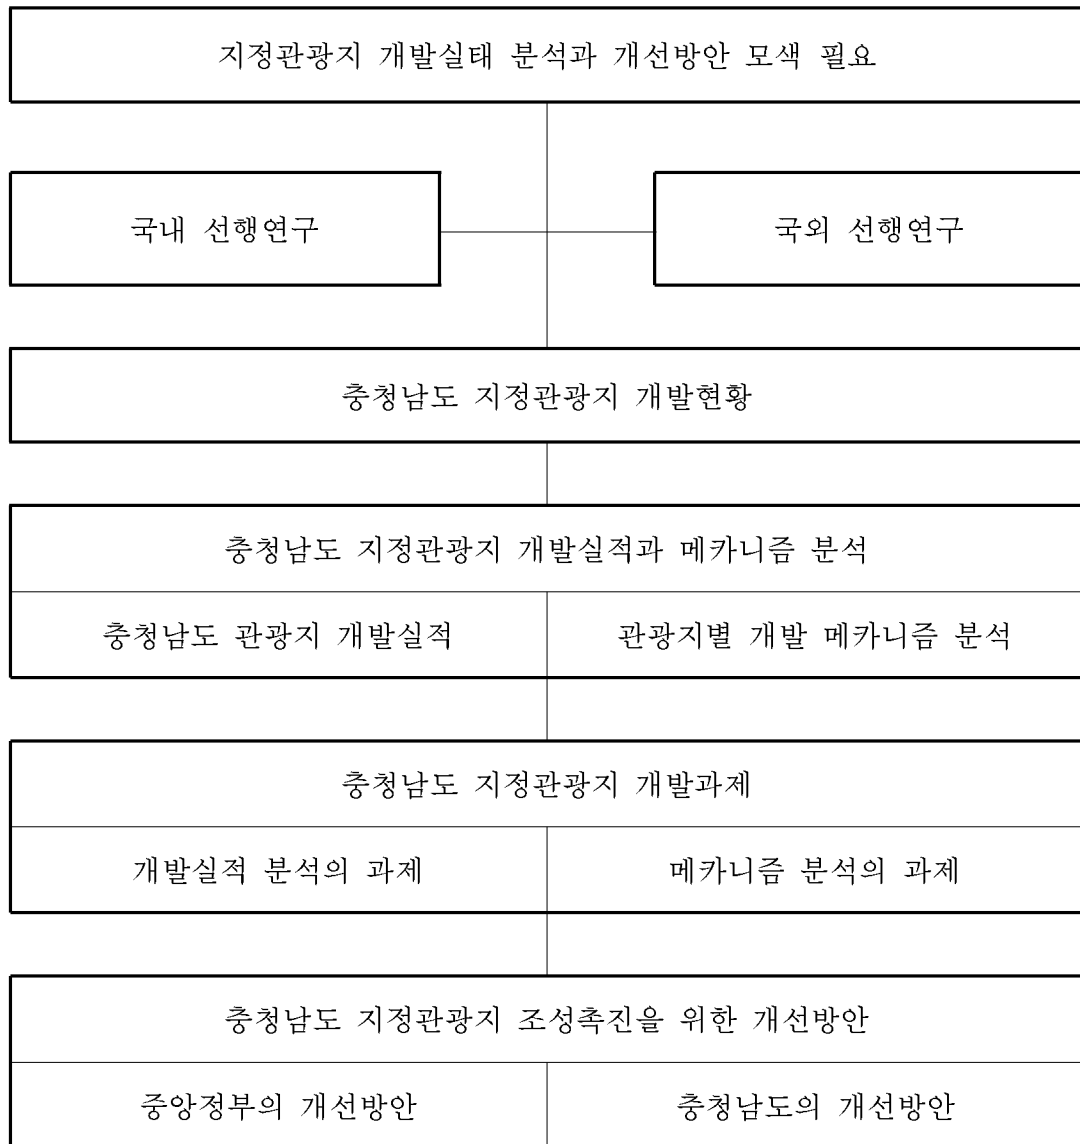 지정관광지 개발실태 분석과 개선방안 모색 필요
국내 선행연구
국외 선행연구
충청남도 지정관광지 개발현황
충청남도 지정관광지 개발실적과 메카니즘 분석
충청남도 관광지 개발실적
관광지별 개발 메카니즘 분석
충청남도 지정관광지 개발과제
개발실적 분석의 과제
메카니즘 분석의 과제
충청남도 지정관광지 조성촉진을 위한 개선방안
중앙정부의 개선방안
충청남도의 개선방안